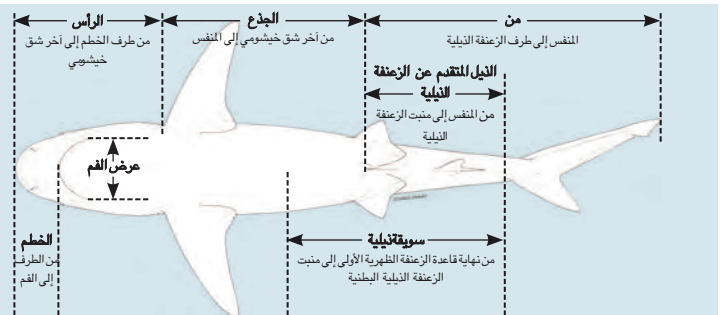 الرأس
من طرف الخطم إلى آخر شق
خيشومي
الجذع
من آخر شق خيشومي إلى المنفس
من
المنفس إلى طرف الزعنفة الذيلية
الذيل المتقدم عن الزعنفة
الذيلية
من المنفس إلى منبت الزعنفة
الذيلية
عرض الفم
الخطم
من الطرف
إلى الفم
سويقةذيلية
من نهاية قاعدة الزعنفة الظهرية الأولى إلى منبت
الزعنفة الذيلية البطنية